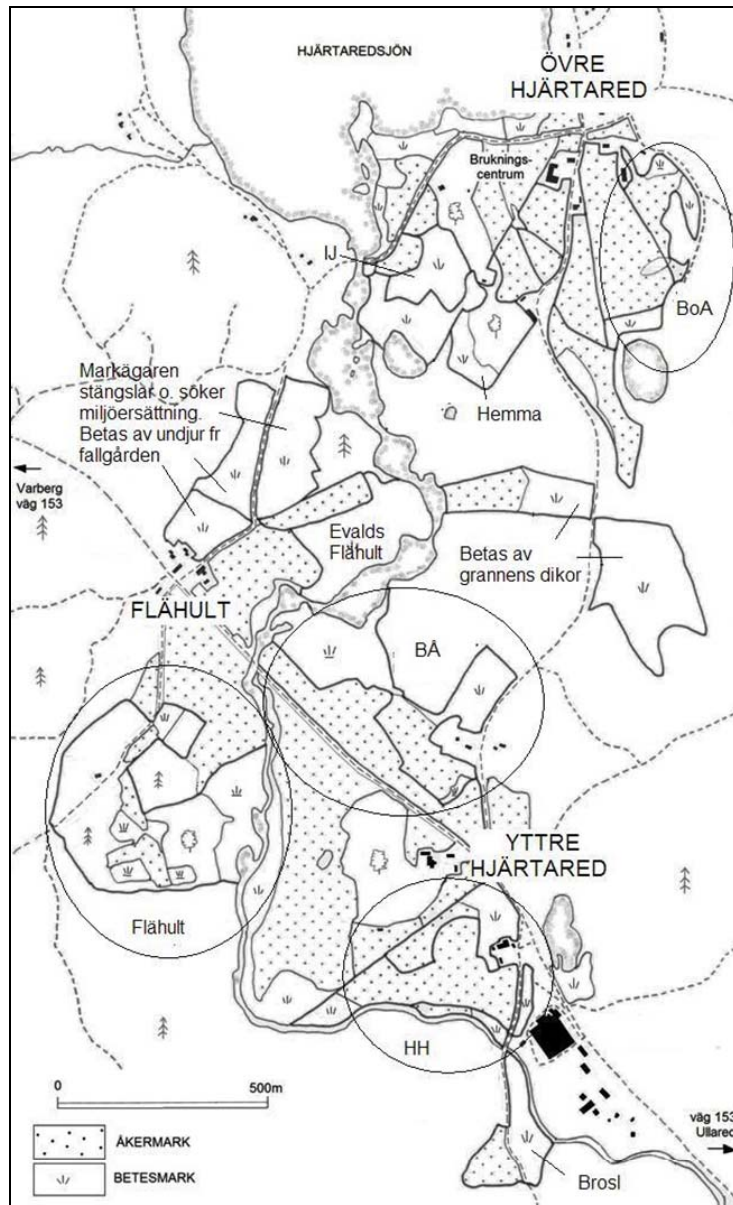 HJÄRTAREDSJÖN
ÖVRE
HJÄRTARED
Bruknings-
centrum
IJ
BoA
Hemma
Markägaren
stängslar o. söker
miljöersättning.
Betas av undjur fr
fallgården
Varberg
väg 153
Evalds
Flähult
Betas av
grannens dikor
FLÄHULT
BÅ
YTTRE
HJÄRTARED
Flähult
HH
0
500m
ÅKERMARK
BETESMARK
väg 153
Ullared
Brosl